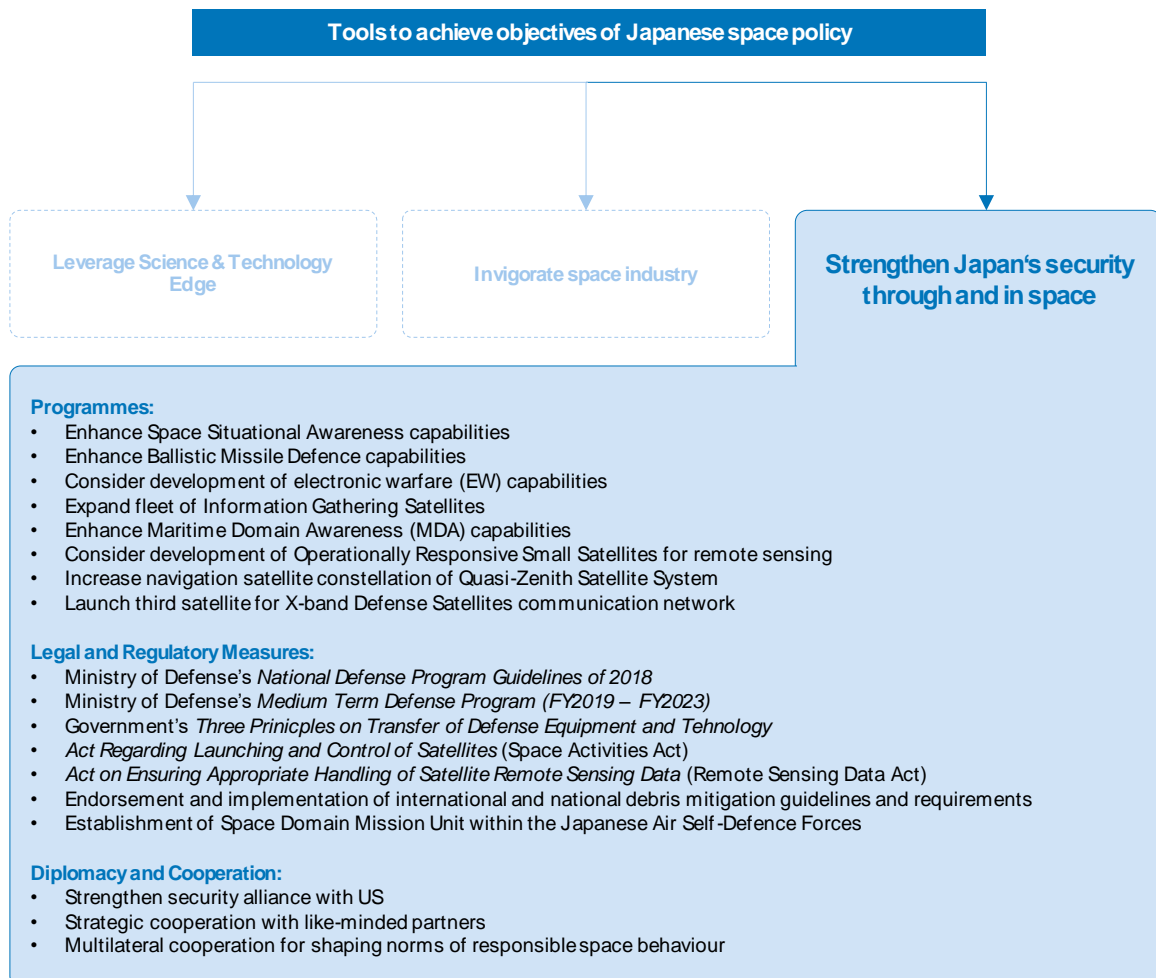 Tools to achieve objectives of Japanese space policy
Leverage Science & Technology
Edge
Invigorate space industry
Strengthen Japan‘s security
through and in space
Programmes:
• Enhance Space Situational Awareness capabilities
• Enhance Ballistic Missile Defence capabilities
• Consider development of electronic warfare (EW) capabilities
• Expand fleet of Information Gathering Satellites
• Enhance Maritime Domain Awareness (MDA) capabilities
• Consider development of Operationally Responsive Small Satellites for remote sensing
• Increase navigation satellite constellation of Quasi-Zenith Satellite System
• Launch third satellite for X-band Defense Satellites communication network
Legal and Regulatory Measures:
• Ministry of Defense’s National Defense Program Guidelines of 2018
• Ministry of Defense’s Medium Term Defense Program (FY2019 – FY2023)
• Government’s Three Prinicples on Transfer of Defense Equipment and Tehnology
• Act Regarding Launching and Control of Satellites (Space Activities Act)
• Act on Ensuring Appropriate Handling of Satellite Remote Sensing Data (Remote Sensing Data Act)
• Endorsement and implementation of international and national debris mitigation guidelines and requirements
• Establishment of Space Domain Mission Unit within the Japanese Air Self-Defence Forces
Diplomacy and Cooperation:
• Strengthen security alliance with US
• Strategic cooperation with like-minded partners
• Multilateral cooperation for shaping norms of responsible space behaviour